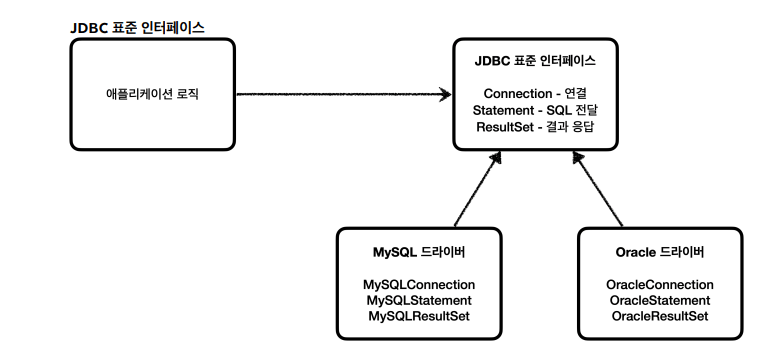 JDBC 표준 인터페이스
애플리케이션 로직
JDBC 표준 인터페이스
Connection - 연결
Statement - SQL 전달
ResultSet - 결과 응답
MySQL 드라이버
MySQLConnection
MySQLStatement
MySQLResultSet
Oracle 드라이버
OracleConnection
OracleStatement
OracleResultSet